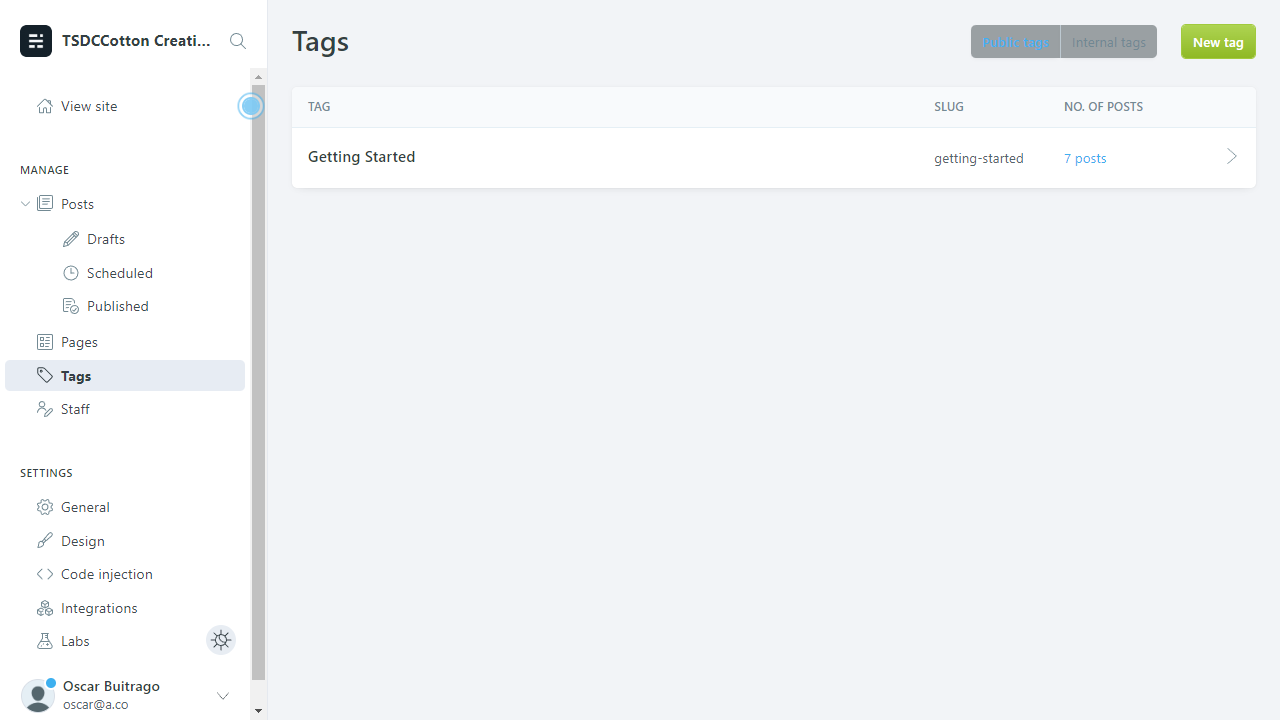 TSDCCotton Creati...
View site
MANAGE
Posts
Drafts
Scheduled
Published
Pages
Tags
Staff
SETTINGS
General
Design
Code injection
Integrations
Labs
Oscar Buitrago
oscar@a.co
Tags
Public tags
Internal tags
New tag
TAG SLUG NO. OF POSTS
Getting Started getting-started 7 posts